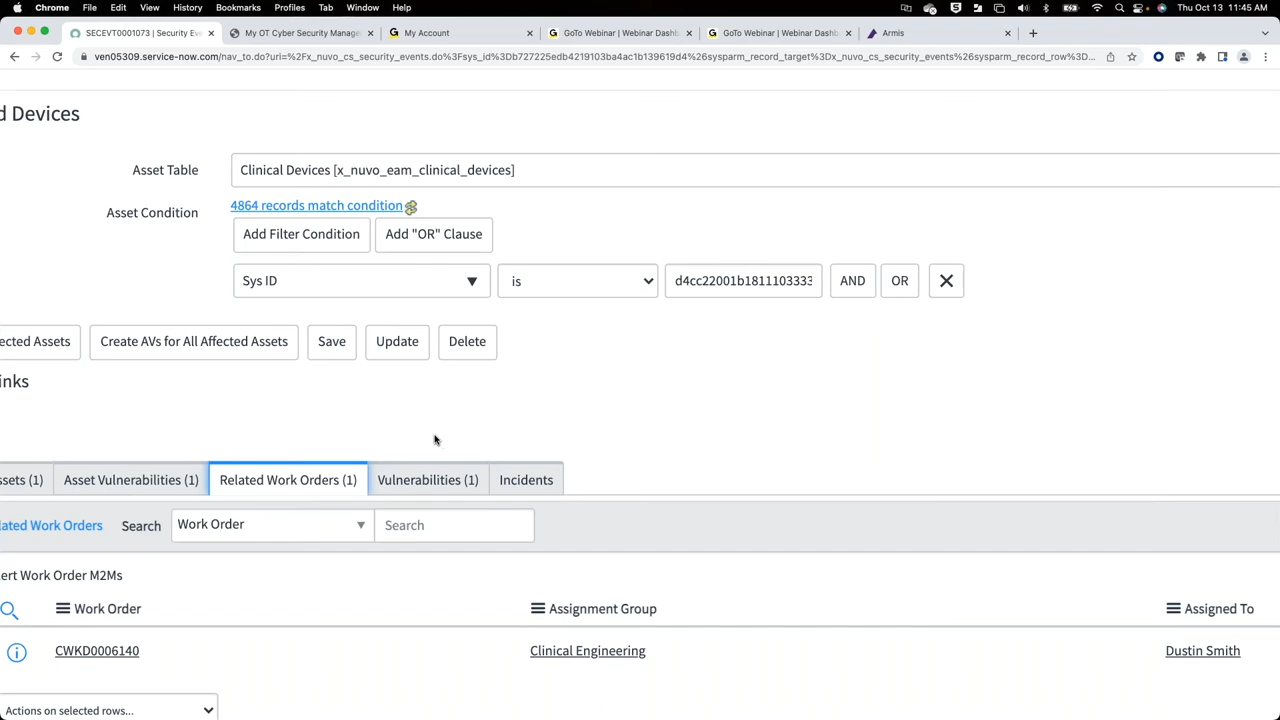 Chrome File Edit View History Bookmarks Profiles Tab Window Help Thu Oct 13 11:45 AM
SECEVT0001073 | Security Eve My OT Cyber Security Manage My Account GoTo Webinar | Webinar Dashb GoTo Webinar | Webinar Dashb Armis
ven05309.service-now.com/nav_to.do?uri=%2Fx_nuvo_cs_security_events.do%3Fsys_id%3Db727225edb4219103ba4ac1b139619d4%26sysparm_record_target%3Dx_nuvo_cs_security_events%26sysparm_record_row%3D...
d Devices
Asset Table Clinical Devices [x_nuvo_eam_clinical_devices]
Asset Condition 4864 records match condition
Add Filter Condition Add "OR" Clause
Sys ID is d4cc22001b1811103333 AND OR
ected Assets Create AVs for All Affected Assets Save Update Delete
inks
ssets (1) Asset Vulnerabilities (1) Related Work Orders (1) Vulnerabilities (1) Incidents
lated Work Orders Search Work Order Search
ert Work Order M2Ms
Work Order Assignment Group Assigned To
CWKD0006140 Clinical Engineering Dustin Smith
Actions on selected rows...